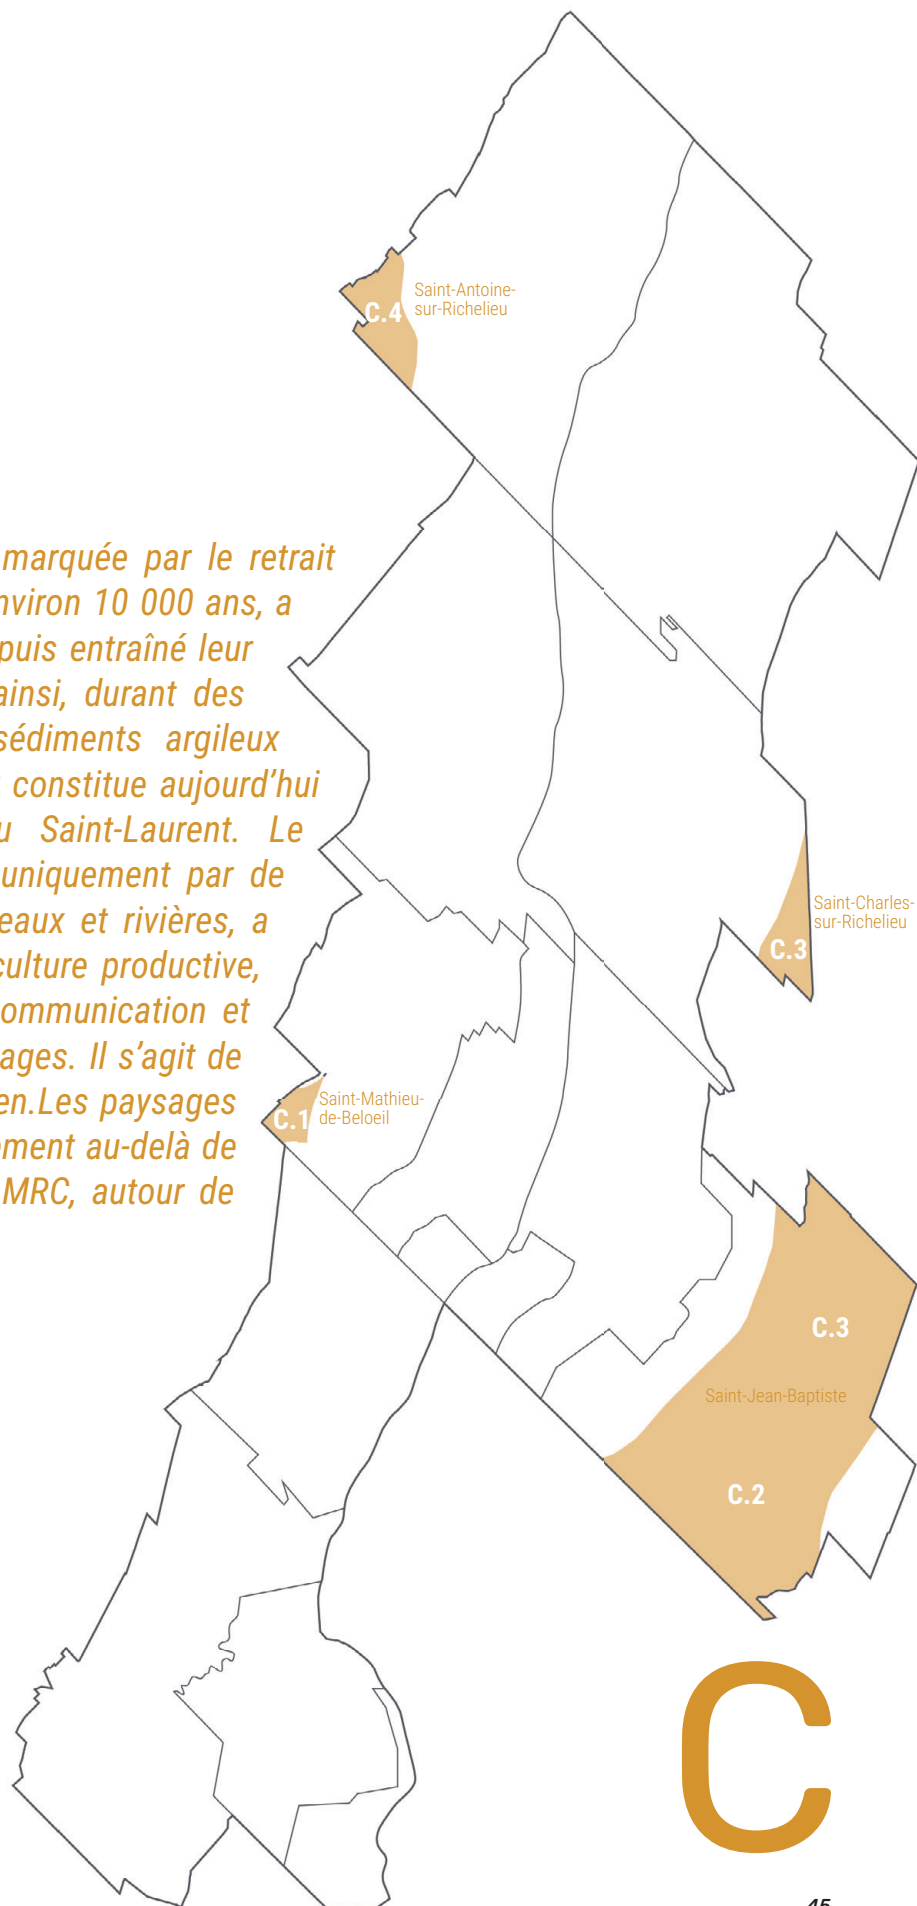 Saint-Antoine-
sur-Richelieu
C.4
marquée par le retrait
environ 10 000 ans, a
puis entraîné leur
ainsi, durant des
sédiments argileux
constitue aujourd’hui
Saint-Laurent. Le
uniquement par de
eaux et rivières, a
culture productive,
ommunication et
ages. Il s’agit de
en.Les paysages
ement au-delà de
MRC, autour de
Saint-Charles-
sur-Richelieu
C.3
Saint-Mathieu-
de-Beloeil
C.1
C.3
Saint-Jean-Baptiste
C.2
C